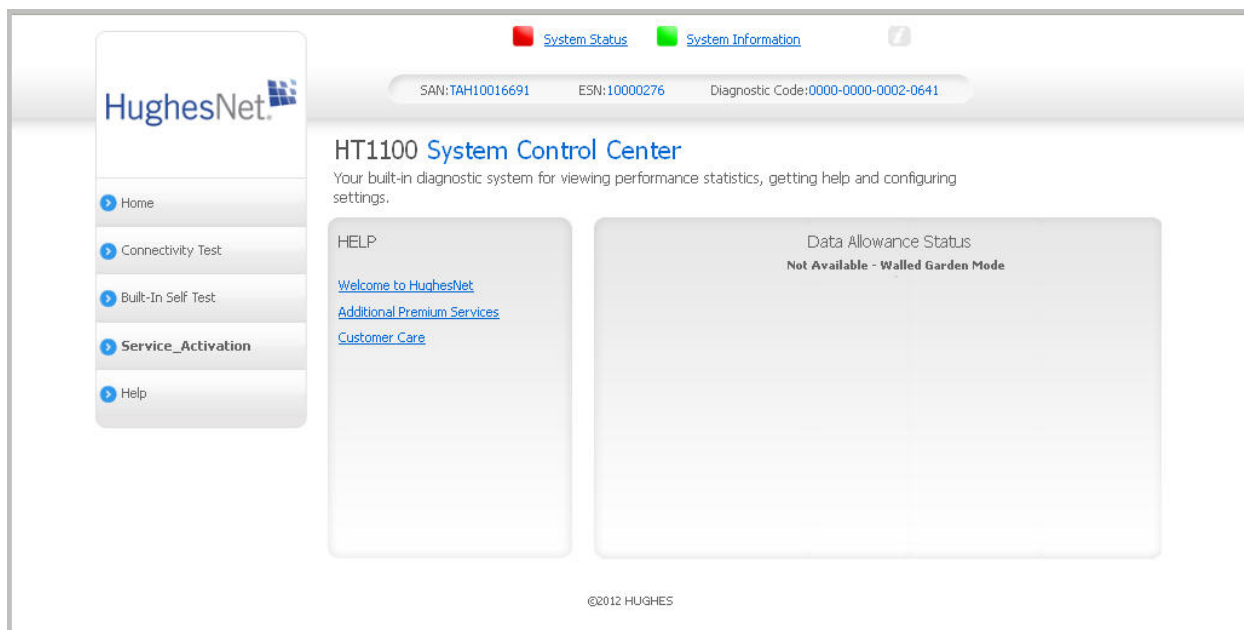 System Status System Information
HughesNet.
SAN:TAH10016691 ESN:10000276 Diagnostic Code:0000-0000-0002-0641
HT1100 System Control Center
Your built-in diagnostic system for viewing performance statistics, getting help and configuring
settings.
Home
Connectivity Test
Built-In Self Test
Service_Activation
Help
HELP
Welcome to HughesNet
Additional Premium Services
Customer Care
Data Allowance Status
Not Available - Walled Garden Mode
©2012 HUGHES